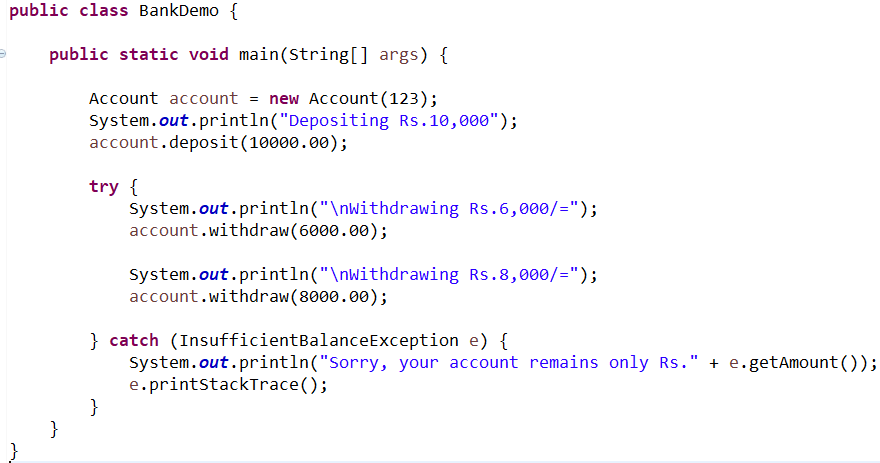 public class BankDemo {
public static void main(String[] args) {
Account account = new Account(123);
System.out.println("Depositing Rs.10,000");
account.deposit(10000.00);
try {
System.out.println("\nWithdrawing Rs.6,000/=");
account.withdraw(6000.00);
System.out.println("\nWithdrawing Rs.8,000/=");
account.withdraw(8000.00);
} catch (InsufficientBalanceException e) {
System.out.println("Sorry, your account remains only Rs." + e.getAmount());
e.printStackTrace();
}
}
}